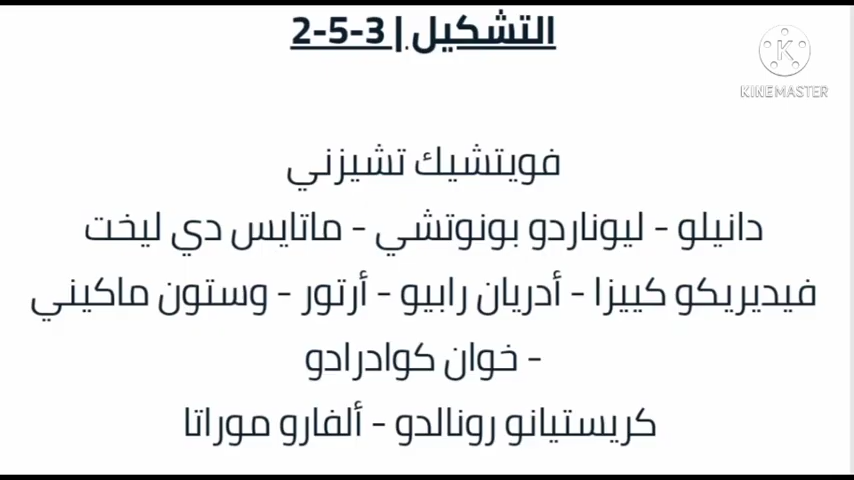 التشكيل | 3-5-2
KINEMASTER
فويتشيك تشيزني
دانيلو - ليوناردو بونوتشي - ماتايس دي ليخت
فيديريكو كييزا - أدريان رابيو - أرتور - وستون ماكيني
- خوان كوادرادو
كريستيانو رونالدو - ألفارو موراتا